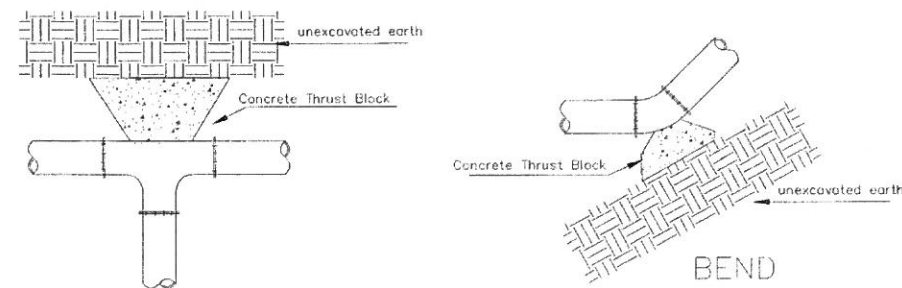 unexcavated earth
Concrete Thrust Block
Concrete Thrust Block
unexcavated earth
BEND